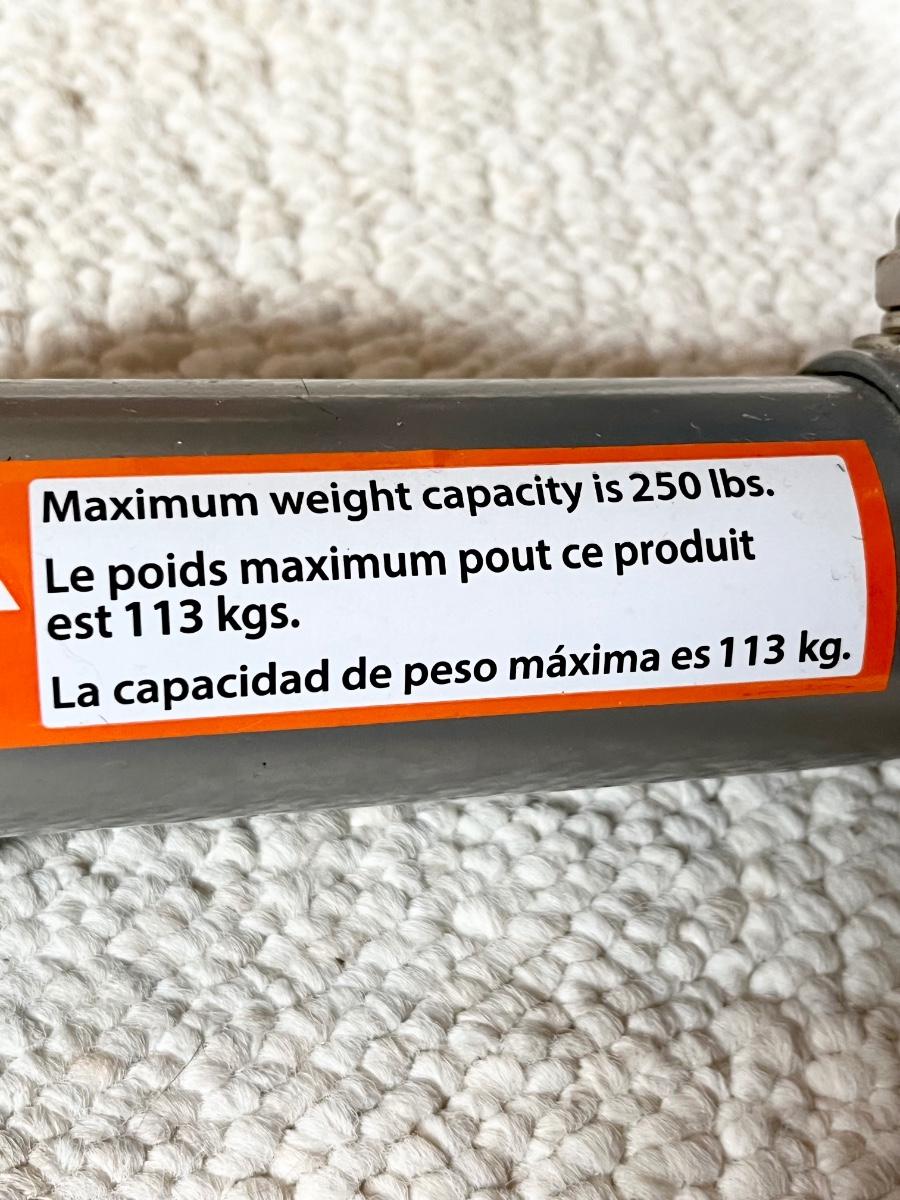 Maximum weight capacity is 250 lbs.
Le poids maximum pout ce produit
est 113 kgs.
La capacidad de peso máxima es 113 kg.